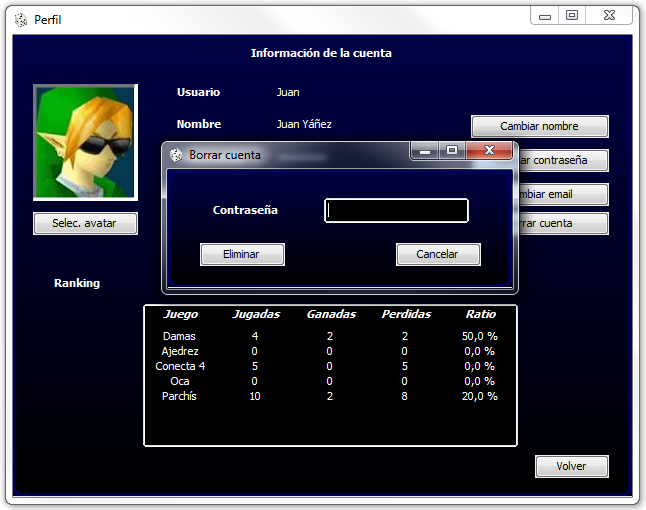 Perfil
Información de la cuenta
Usuario Juan
Nombre Juan Yáñez
Cambiar nombre
Borrar cuenta
contraseña
email
Contraseña
Selec. avatar
cuenta
Eliminar Cancelar
Ranking
Juego Jugadas Ganadas Perdidas Ratio
Damas 4 2 2 50,0 %
Ajedrez 0 0 0 0,0 %
Conecta 4 5 0 5 0,0 %
Oca 0 0 0 0,0 %
Parchís 10 2 8 20,0 %
Volver